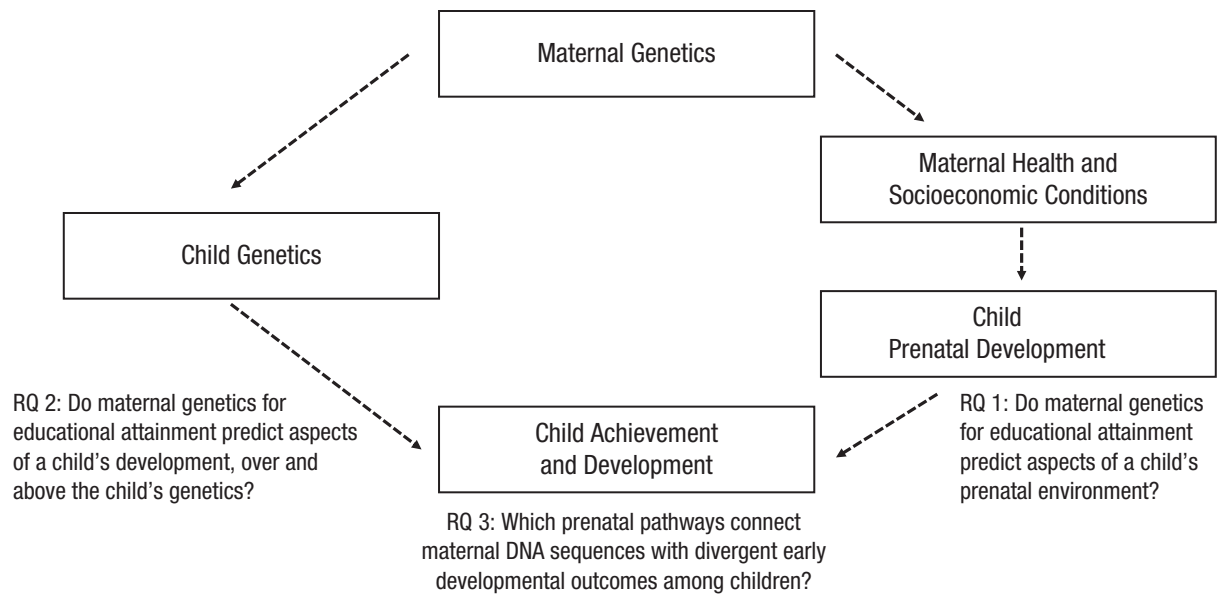 Maternal Genetics
Maternal Health and
Socioeconomic Conditions
Child Genetics
Child
Prenatal Development
RQ 2: Do maternal genetics for
educational attainment predict aspects
of a child’s development, over and
above the child’s genetics?
Child Achievement
and Development
RQ 1: Do maternal genetics
for educational attainment
predict aspects of a child’s
prenatal environment?
RQ 3: Which prenatal pathways connect
maternal DNA sequences with divergent early
developmental outcomes among children?